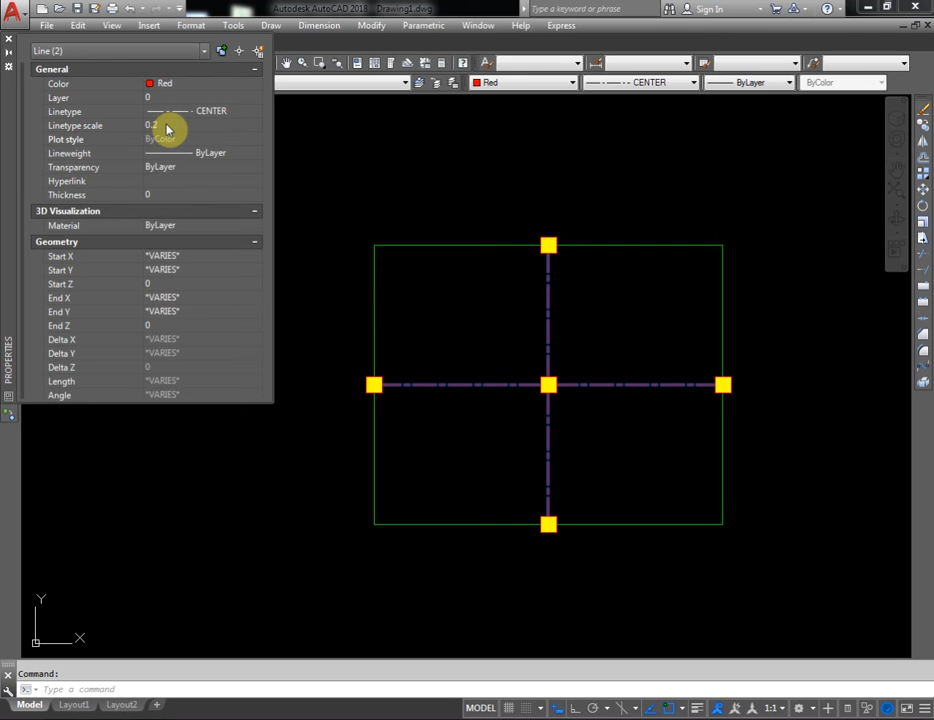 Autodesk AutoCAD 2018 Drawing1.dwg
Type a keyword or phrase
Sign In
File Edit View Insert Format Tools Draw Dimension Modify Parametric Window Help Express
Line (2)
Red
CENTER
ByLayer
ByColor
General
Color Red
Layer 0
Linetype CENTER
Linetype scale 0.2
Plot style ByColor
Lineweight ByLayer
Transparency ByLayer
Hyperlink
Thickness 0
3D Visualization
Material ByLayer
Geometry
Start X *VARIES*
Start Y *VARIES*
Start Z 0
End X *VARIES*
End Y *VARIES*
End Z 0
Delta X *VARIES*
Delta Y *VARIES*
Delta Z 0
Length *VARIES*
Angle *VARIES*
PROPERTIES
Y
X
Command:
Type a command
Model Layout1 Layout2 +
MODEL 1:1